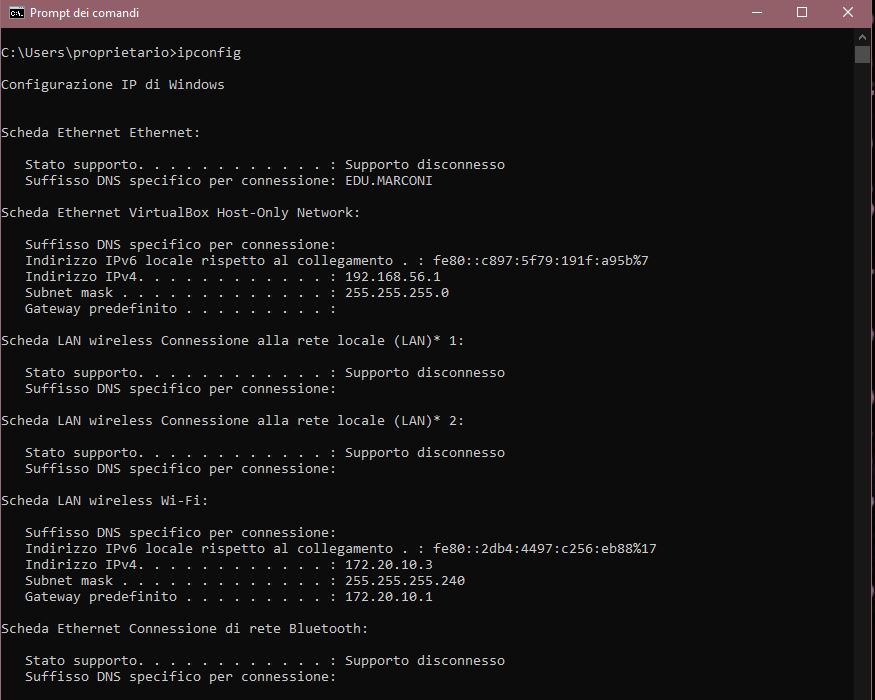 Prompt dei comandi
C:\Users\proprietario>ipconfig
Configurazione IP di Windows
Scheda Ethernet Ethernet:
   Stato supporto. . . . . . . . . . . . : Supporto disconnesso
   Suffisso DNS specifico per connessione: EDU.MARCONI
Scheda Ethernet VirtualBox Host-Only Network:
   Suffisso DNS specifico per connessione:
   Indirizzo IPv6 locale rispetto al collegamento . : fe80::c897:5f79:191f:a95b%7
   Indirizzo IPv4. . . . . . . . . . . . : 192.168.56.1
   Subnet mask . . . . . . . . . . . . . : 255.255.255.0
   Gateway predefinito . . . . . . . . . :
Scheda LAN wireless Connessione alla rete locale (LAN)* 1:
   Stato supporto. . . . . . . . . . . . : Supporto disconnesso
   Suffisso DNS specifico per connessione:
Scheda LAN wireless Connessione alla rete locale (LAN)* 2:
   Stato supporto. . . . . . . . . . . . : Supporto disconnesso
   Suffisso DNS specifico per connessione:
Scheda LAN wireless Wi-Fi:
   Suffisso DNS specifico per connessione:
   Indirizzo IPv6 locale rispetto al collegamento . : fe80::2db4:4497:c256:eb88%17
   Indirizzo IPv4. . . . . . . . . . . . : 172.20.10.3
   Subnet mask . . . . . . . . . . . . . : 255.255.255.240
   Gateway predefinito . . . . . . . . . : 172.20.10.1
Scheda Ethernet Connessione di rete Bluetooth:
   Stato supporto. . . . . . . . . . . . : Supporto disconnesso
   Suffisso DNS specifico per connessione: